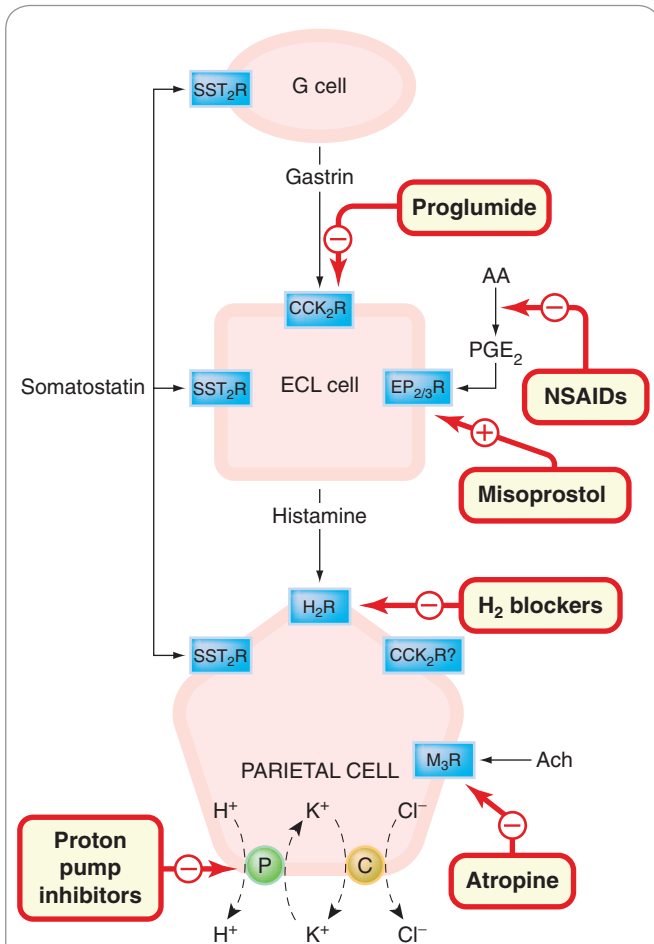 SST₂R
G cell
Gastrin
Proglumide
−
CCK₂R
AA
−
PGE₂
Somatostatin
SST₂R
ECL cell
EP₂/₃R
NSAIDs
+
Misoprostol
Histamine
H₂R
−
H₂ blockers
SST₂R
CCK₂R?
M₃R
Ach
PARIETAL CELL
H⁺
K⁺
Cl⁻
−
Proton
pump
inhibitors
−
P
C
Atropine
H⁺
K⁺
Cl⁻